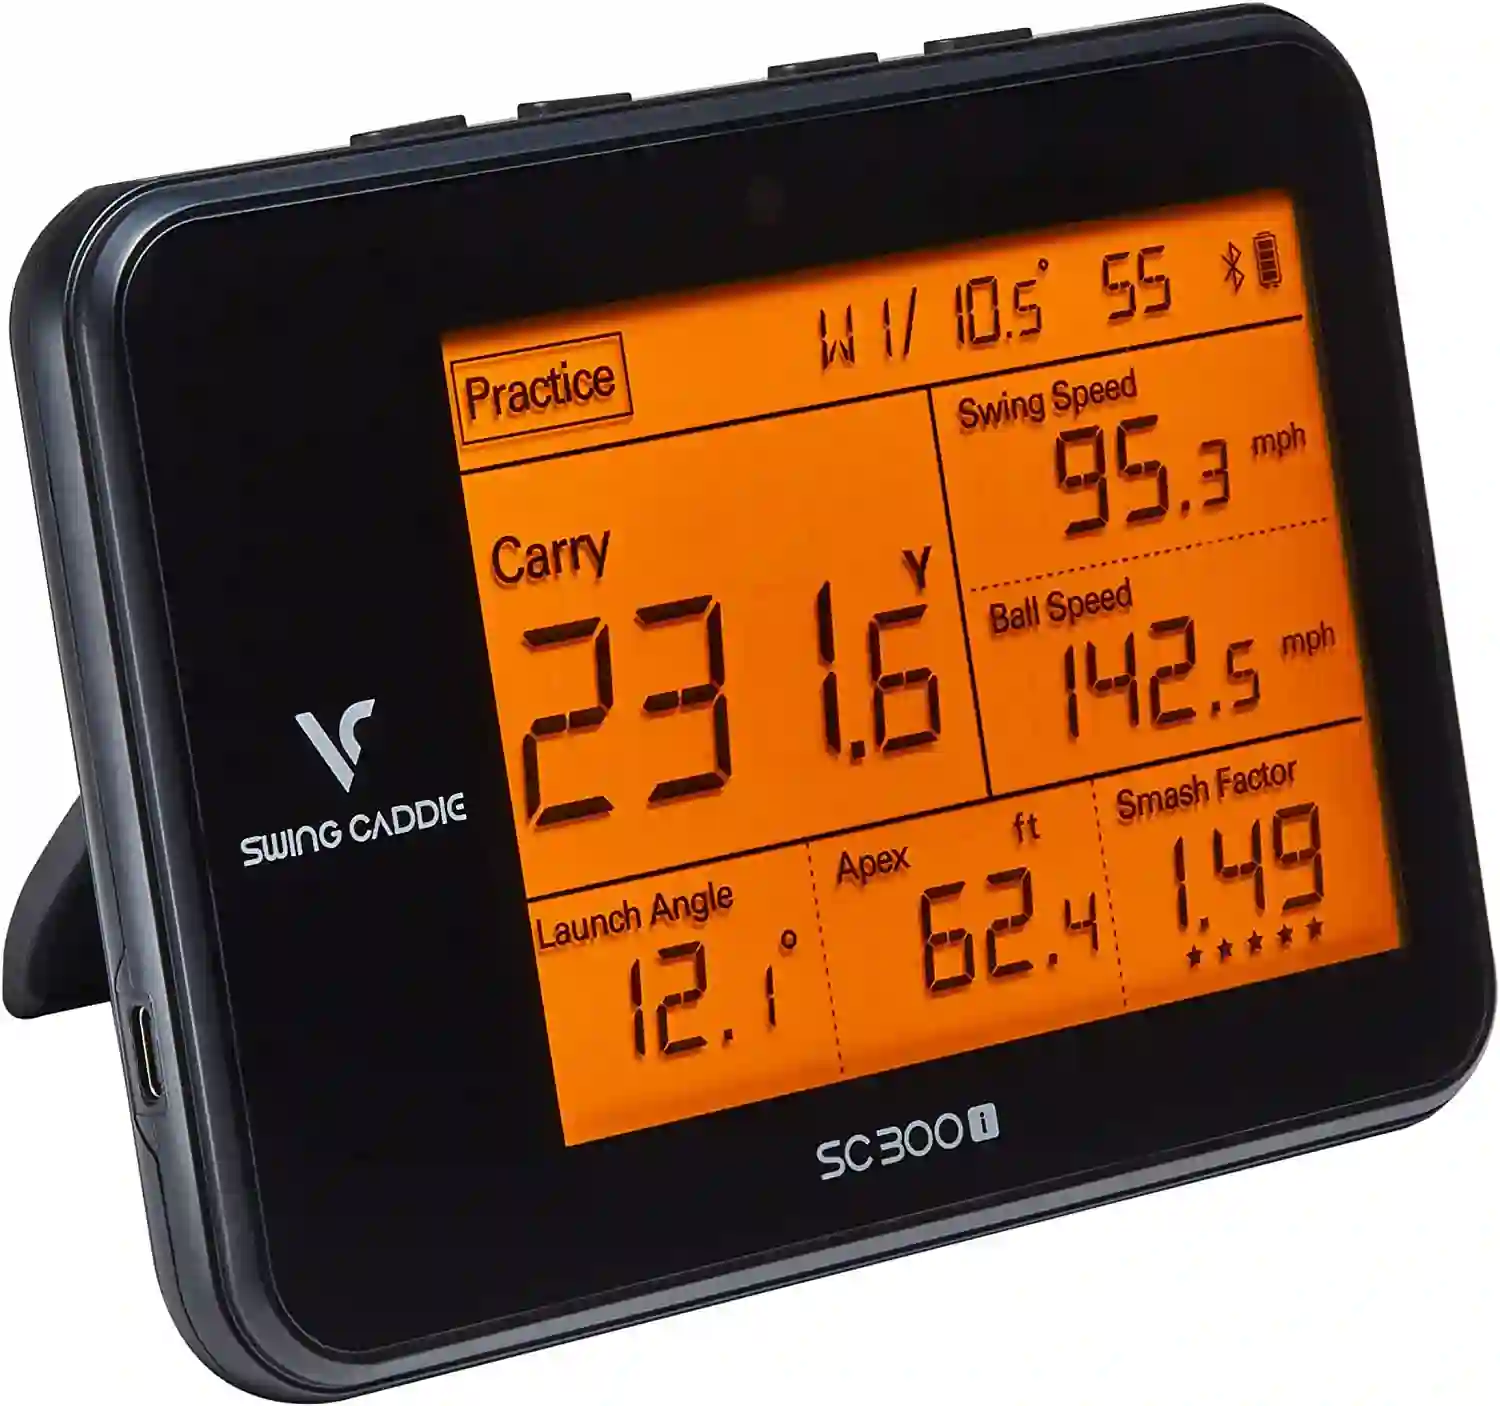 Practice W1/ 10.5° 55
Carry
231.6 Y
Swing Speed
95.3 mph
Ball Speed
142.5 mph
Launch Angle
12.1°
Apex ft
62.4
Smash Factor
1.49
★★★★★
SWING CADDIE
SC300i